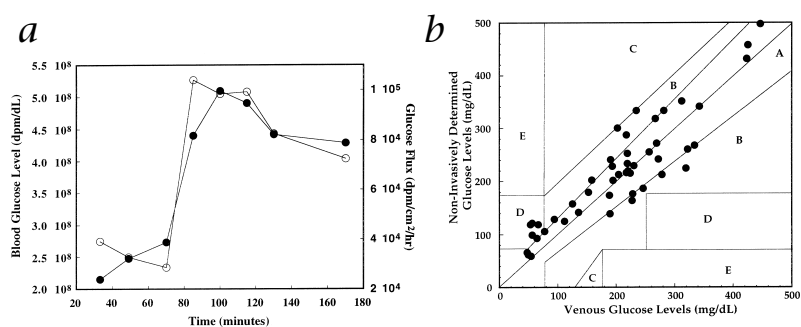 a
5.5 10⁸
5.0 10⁸
4.5 10⁸
4.0 10⁸
3.5 10⁸
3.0 10⁸
2.5 10⁸
2.0 10⁸
Blood Glucose Level (dpm/dL)
1 10⁵
8 10⁴
6 10⁴
4 10⁴
2 10⁴
Glucose Flux (dpm/cm²/hr)
20 40 60 80 100 120 140 160 180
Time (minutes)
b
500
400
300
200
100
0
Non-Invasively Determined
Glucose Levels (mg/dL)
C
A
B
E
B
D
D
C
E
0 100 200 300 400 500
Venous Glucose Levels (mg/dL)